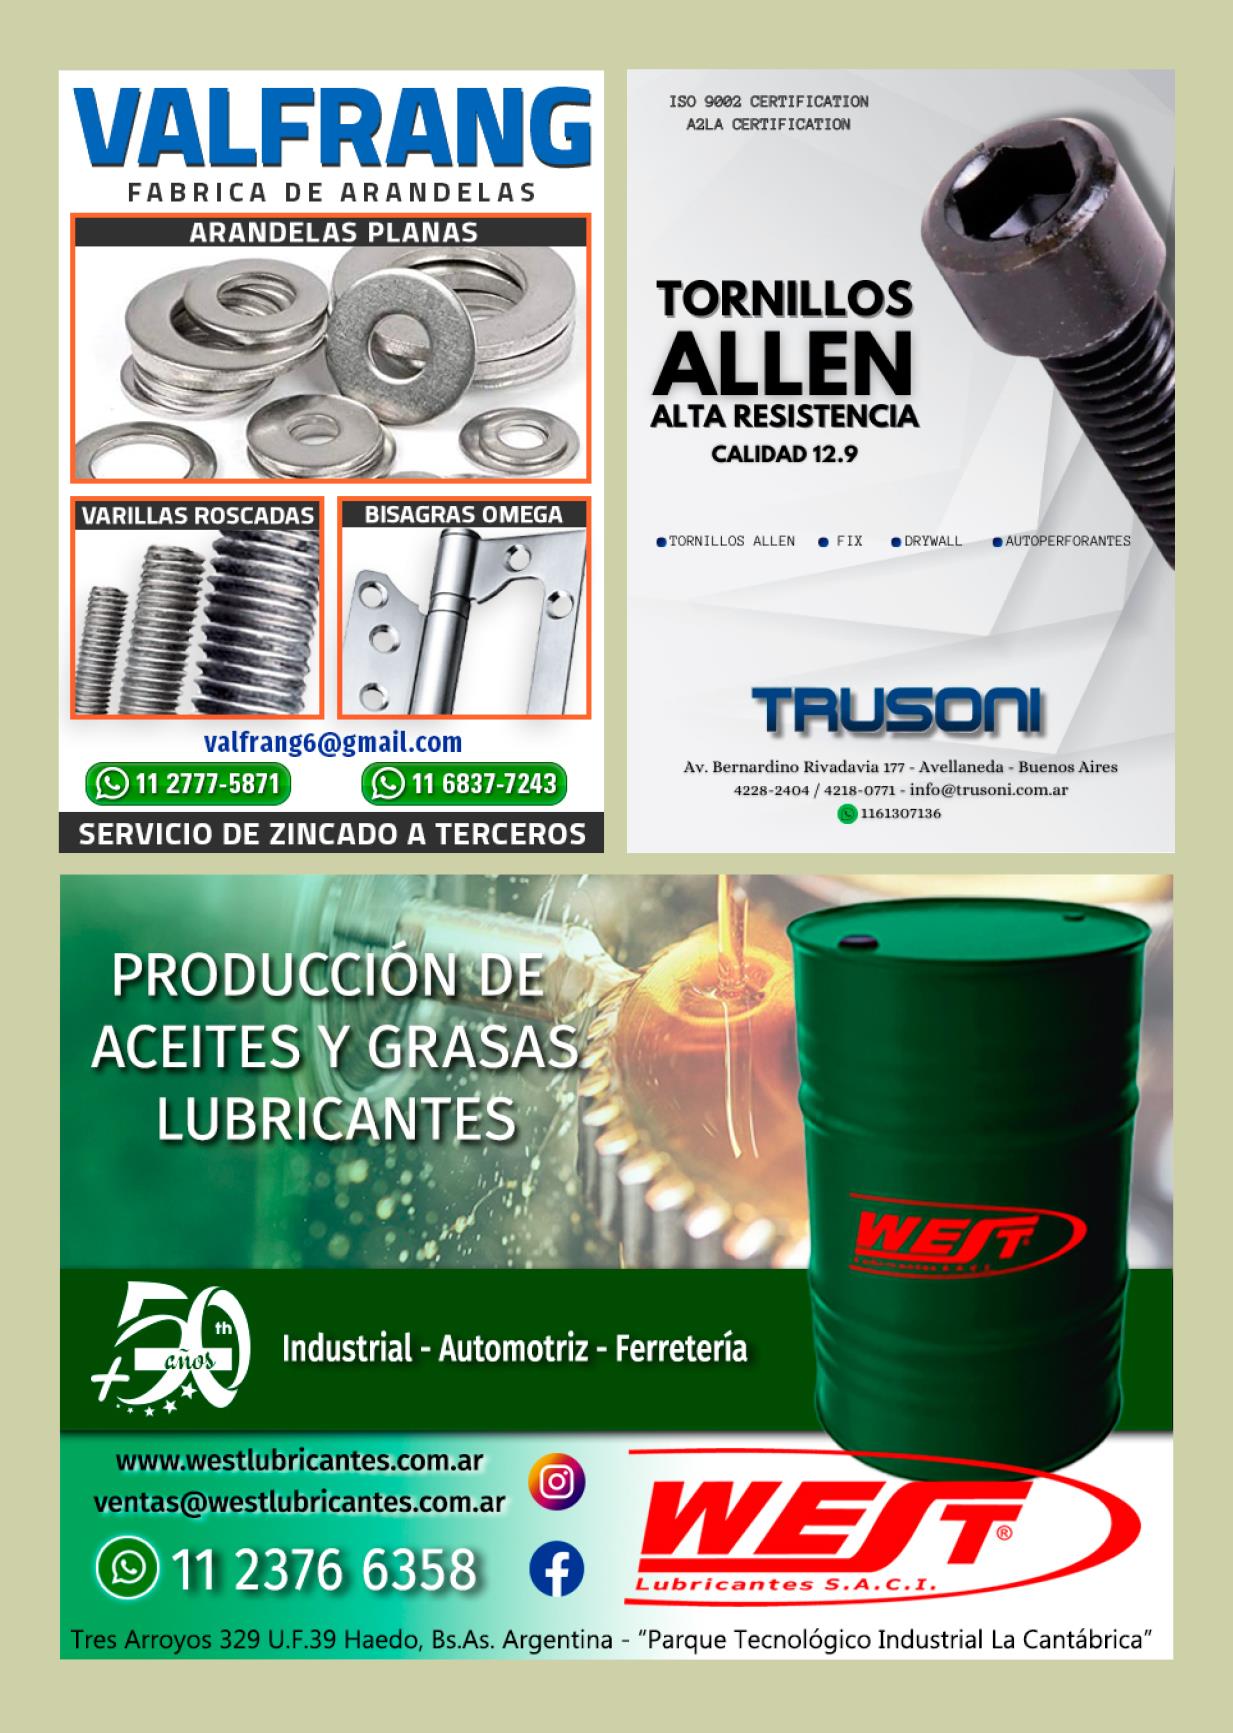 VALFRANG
FABRICA DE ARANDELAS
ARANDELAS PLANAS
VARILLAS ROSCADAS
BISAGRAS OMEGA
valfrang6@gmail.com
11 2777-5871
11 6837-7243
SERVICIO DE ZINCADO A TERCEROS
ISO 9002 CERTIFICATION
A2LA CERTIFICATION
TORNILLOS
ALLEN
ALTA RESISTENCIA
CALIDAD 12.9
TORNILLOS ALLEN FIX DRYWALL AUTOPERFORANTES
TRUSONI
Av. Bernardino Rivadavia 177 - Avellaneda - Buenos Aires
4228-2404 / 4218-0771 - info@trusoni.com.ar
1161307136
PRODUCCIÓN DE
ACEITES Y GRASAS
LUBRICANTES
WEST
Lubricantes S.A.C.I.
+50th
años
Industrial - Automotriz - Ferretería
www.westlubricantes.com.ar
ventas@westlubricantes.com.ar
11 2376 6358
WEST®
Lubricantes S.A.C.I.
Tres Arroyos 329 U.F.39 Haedo, Bs.As. Argentina - “Parque Tecnológico Industrial La Cantábrica”